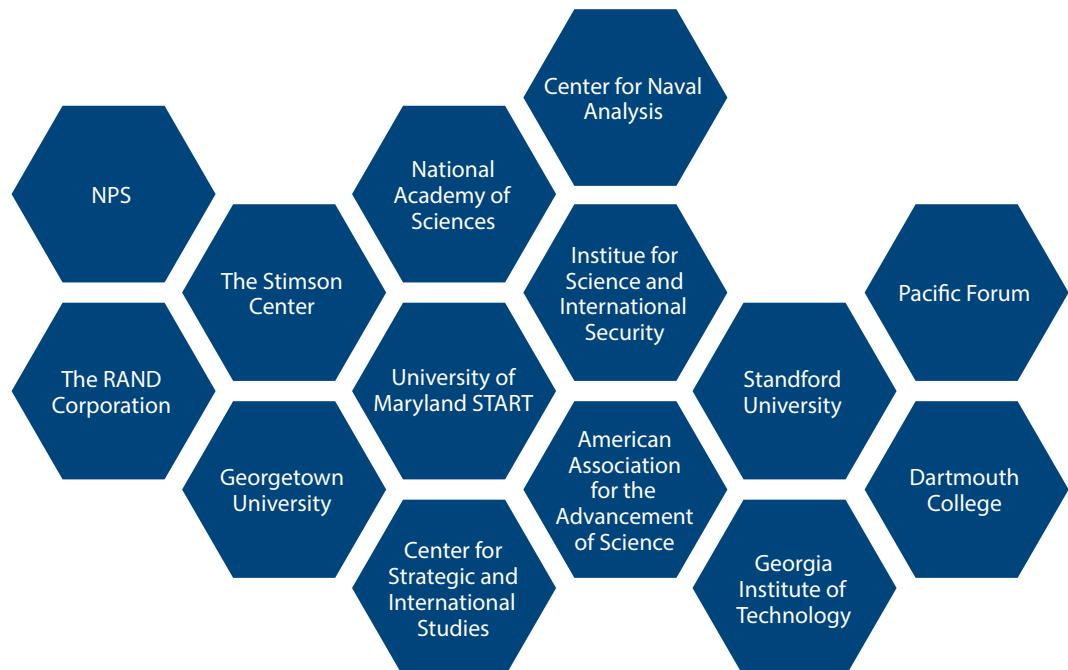 Center for Naval
Analysis
NPS
National
Academy of
Sciences
The Stimson
Center
Institue for
Science and
International
Security
Pacific Forum
The RAND
Corporation
University of
Maryland START
Standford
University
Georgetown
University
American
Association
for the
Advancement
of Science
Dartmouth
College
Center for
Strategic and
International
Studies
Georgia
Institute of
Technology